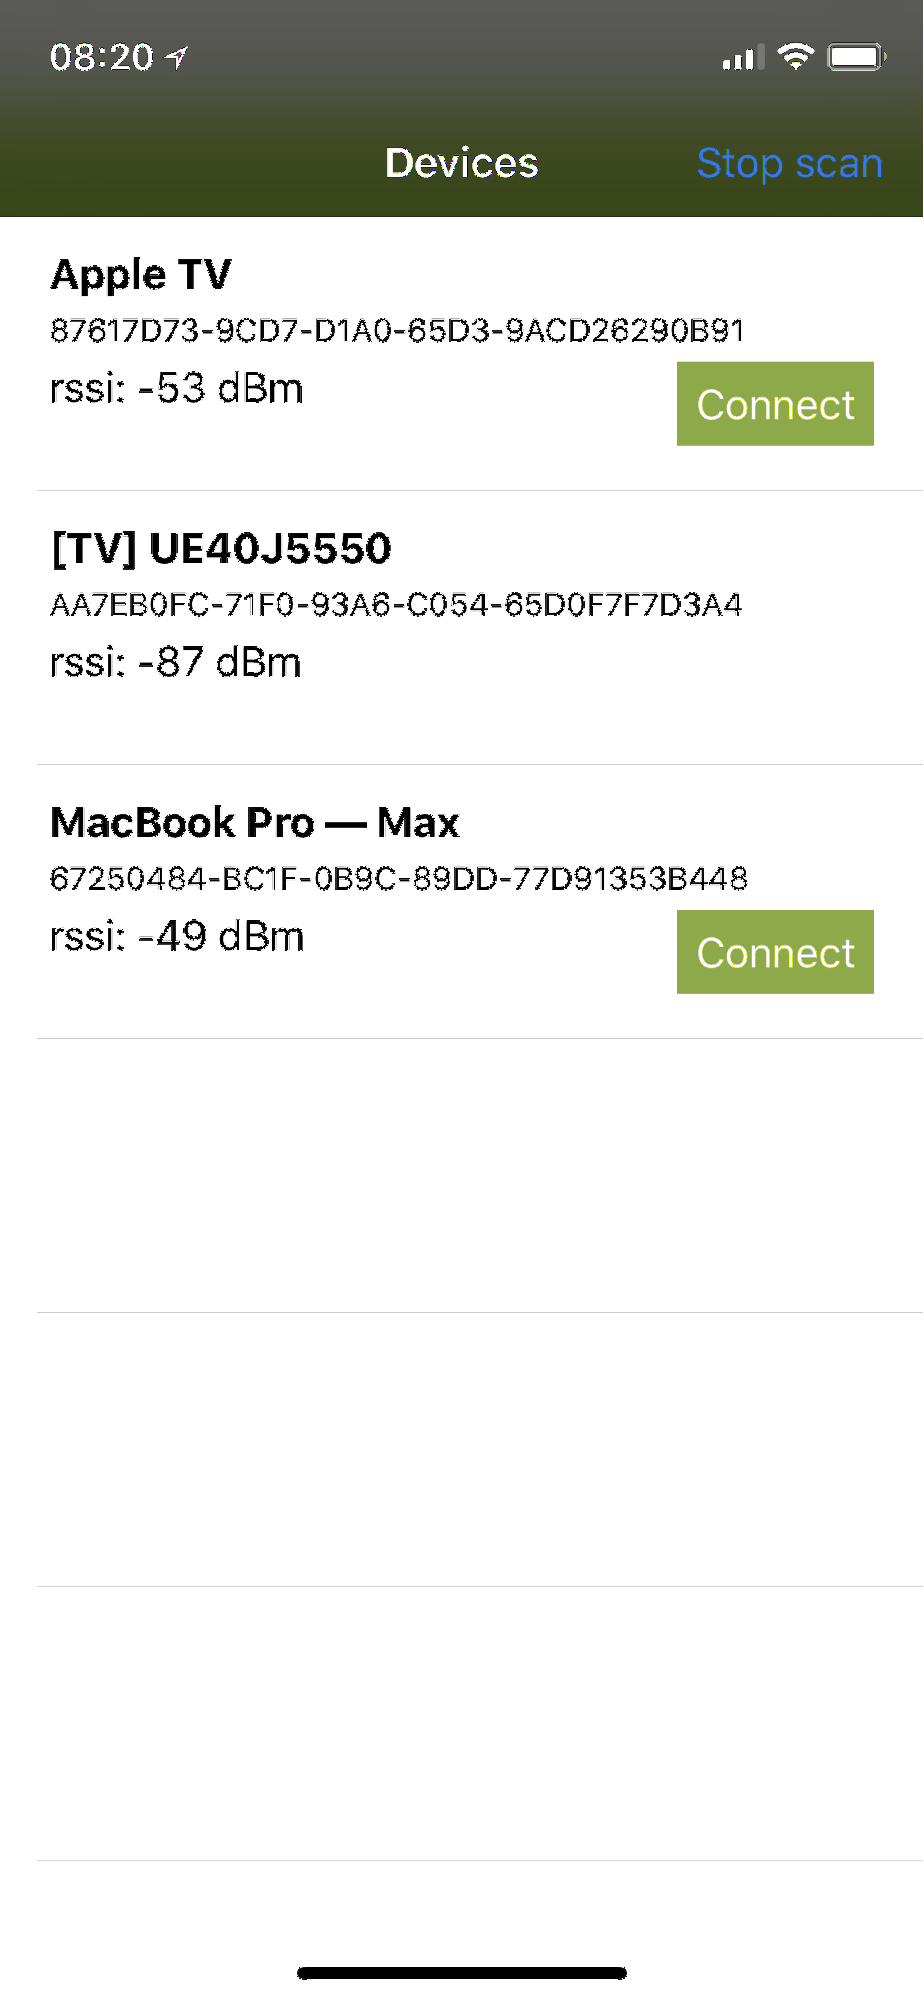 08:20
Devices
Stop scan
Apple TV
87617D73-9CD7-D1A0-65D3-9ACD26290B91
rssi: -53 dBm
Connect
[TV] UE40J5550
AA7EB0FC-71F0-93A6-C054-65D0F7F7D3A4
rssi: -87 dBm
MacBook Pro — Max
67250484-BC1F-0B9C-89DD-77D91353B448
rssi: -49 dBm
Connect